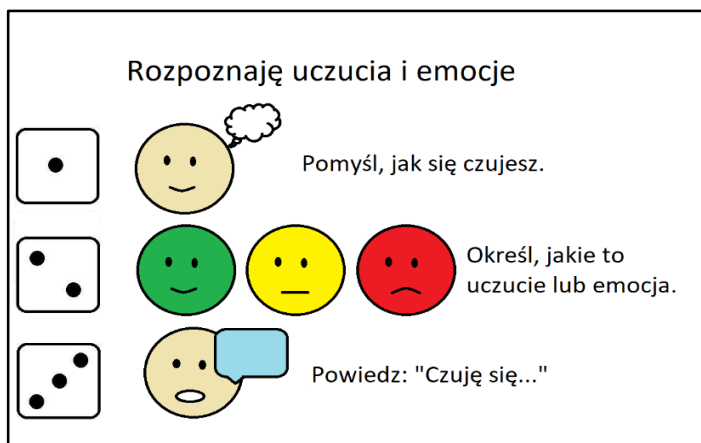 Rozpoznaję uczucia i emocje
Pomyśl, jak się czujesz.
Określ, jakie to
uczucie lub emocja.
Powiedz: "Czuję się..."